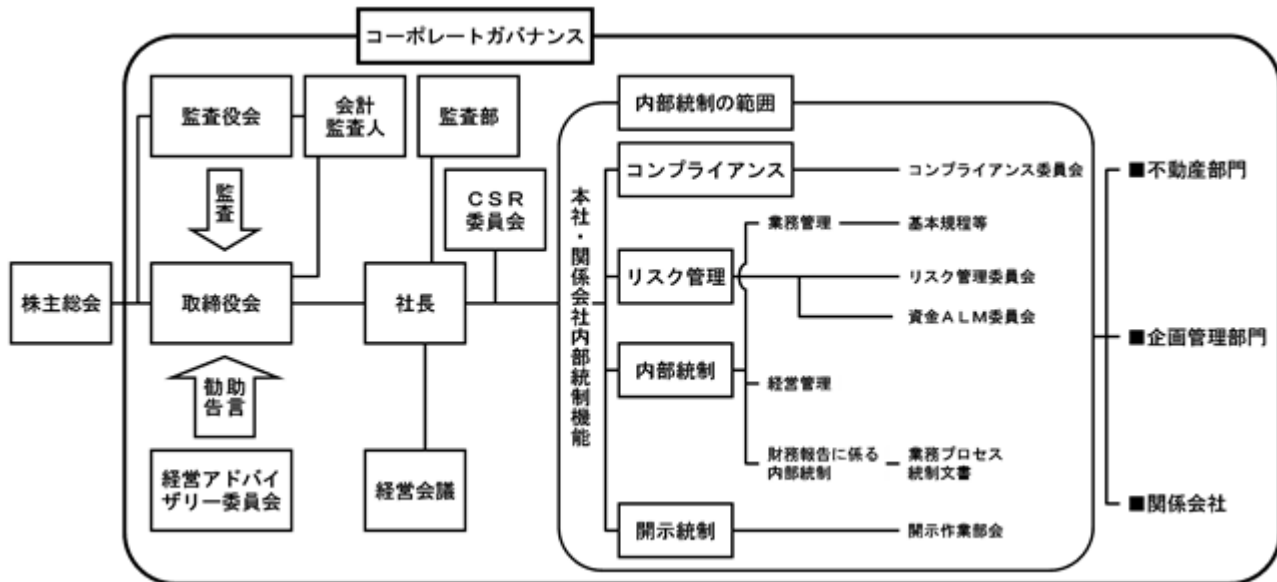 コーポレートガバナンス
監査役会
会計
監査人
監査部
内部統制の範囲
コンプライアンス
コンプライアンス委員会
■不動産部門
監査
CSR
委員会
本社・関係会社内部統制機能
業務管理
基本規程等
株主総会
取締役会
社長
リスク管理
リスク管理委員会
資金ALM委員会
■企画管理部門
内部統制
経営管理
助言
勧告
経営アドバイ
ザリー委員会
経営会議
財務報告に係る
内部統制
業務プロセス
統制文書
■関係会社
開示統制
開示作業部会